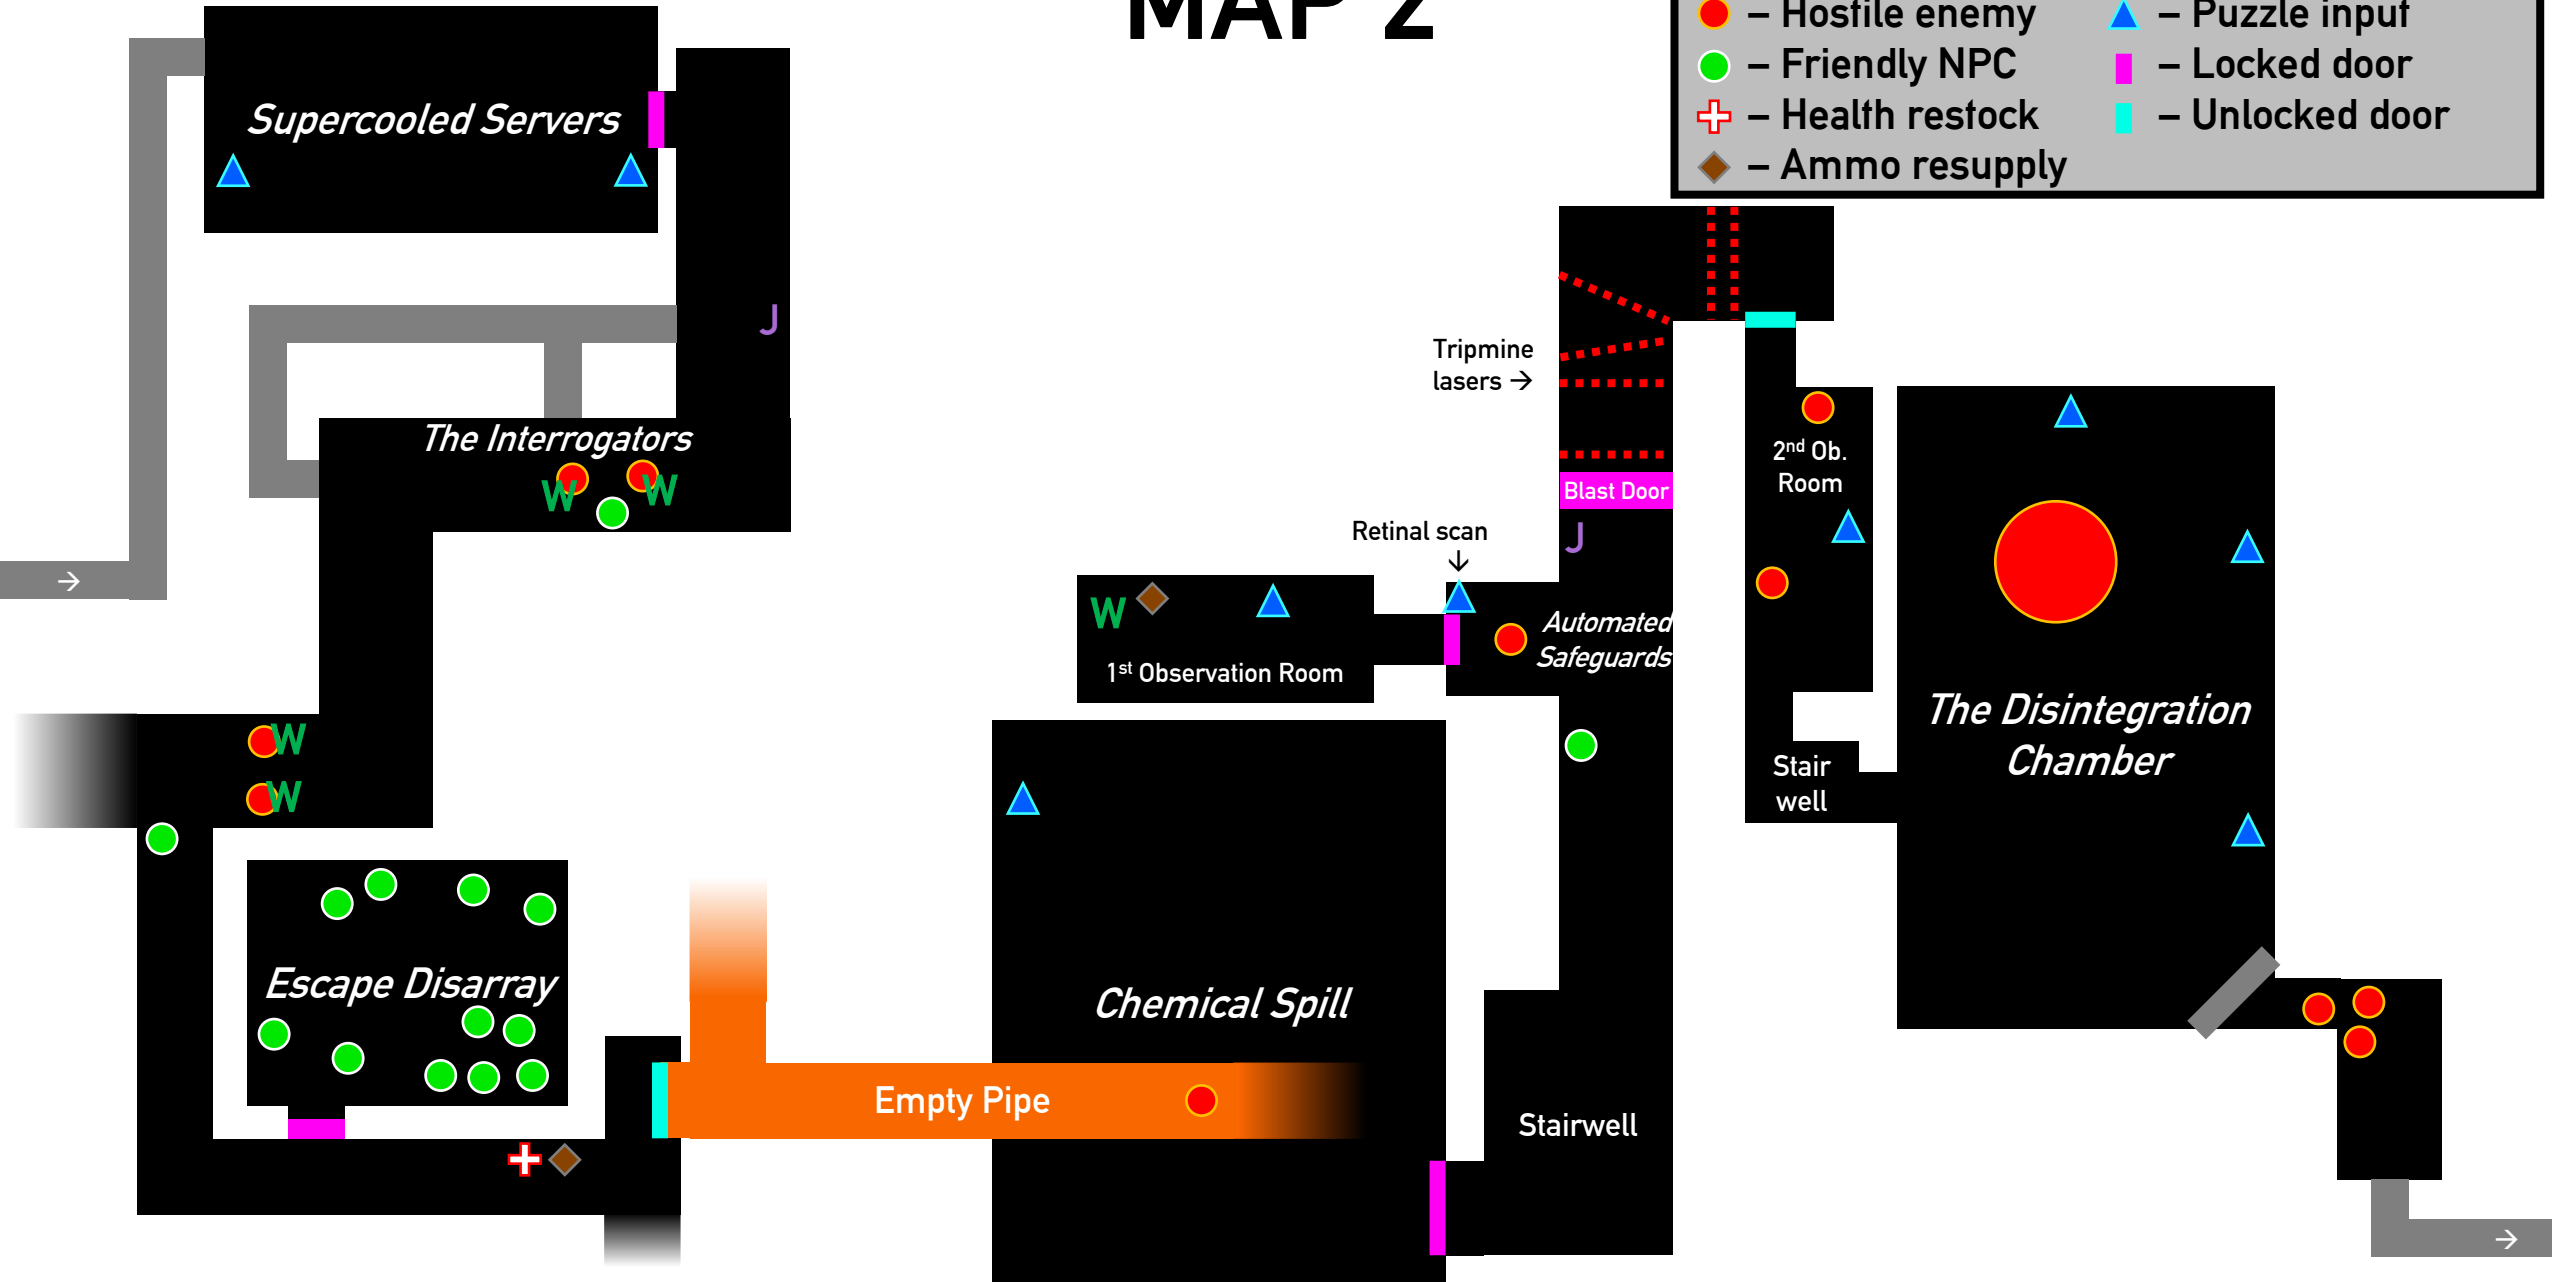 MAP 2
– Hostile enemy
– Puzzle input
– Friendly NPC
– Locked door
– Health restock
– Unlocked door
– Ammo resupply
Supercooled Servers
J
The Interrogators
W W
→
Tripmine
lasers →
Blast Door
J
Retinal scan
↓
2nd Ob.
Room
W
1st Observation Room
Automated
Safeguards
W
W
The Disintegration
Chamber
Stair
well
Escape Disarray
Chemical Spill
Empty Pipe
Stairwell
→